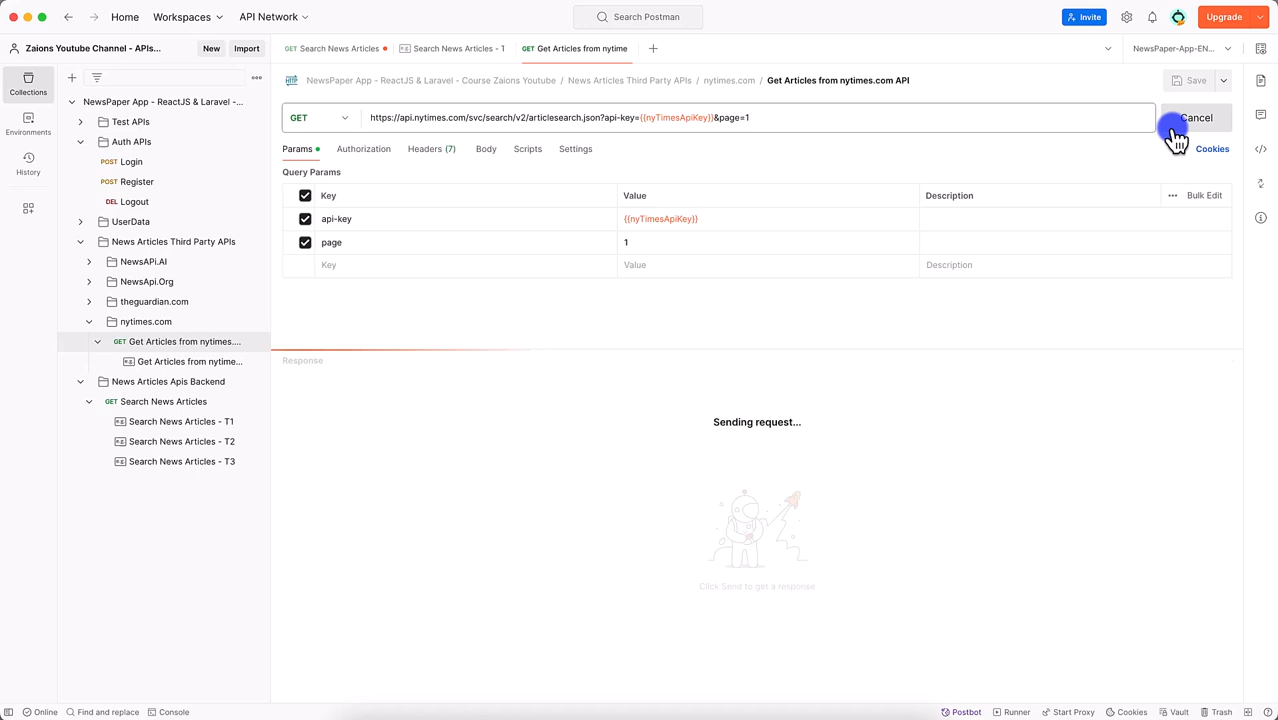 Home Workspaces API Network Search Postman Invite Upgrade
Zaions Youtube Channel - APIs... New Import GET Search News Articles Search News Articles - T GET Get Articles from nytime NewsPaper-App-EN...
Collections
Environments
History
NewsPaper App - ReactJS & Laravel -...
Test APIs
Auth APIs
POST Login
POST Register
DEL Logout
UserData
News Articles Third Party APIs
NewsAPi.AI
NewsApi.Org
theguardian.com
nytimes.com
GET Get Articles from nytimes....
e.g. Get Articles from nytime...
News Articles Apis Backend
GET Search News Articles
e.g. Search News Articles - T1
e.g. Search News Articles - T2
e.g. Search News Articles - T3
HTTP NewsPaper App - ReactJS & Laravel - Course Zaions Youtube / News Articles Third Party APIs / nytimes.com / Get Articles from nytimes.com API Save
GET https://api.nytimes.com/svc/search/v2/articlesearch.json?api-key={{nyTimesApiKey}}&page=1 Cancel
Params Authorization Headers (7) Body Scripts Settings Cookies
Query Params
Key Value Description Bulk Edit
api-key {{nyTimesApiKey}}
page 1
Key Value Description
Response
Sending request...
Click Send to get a response
Online Find and replace Console Postbot Runner Start Proxy Cookies Vault Trash